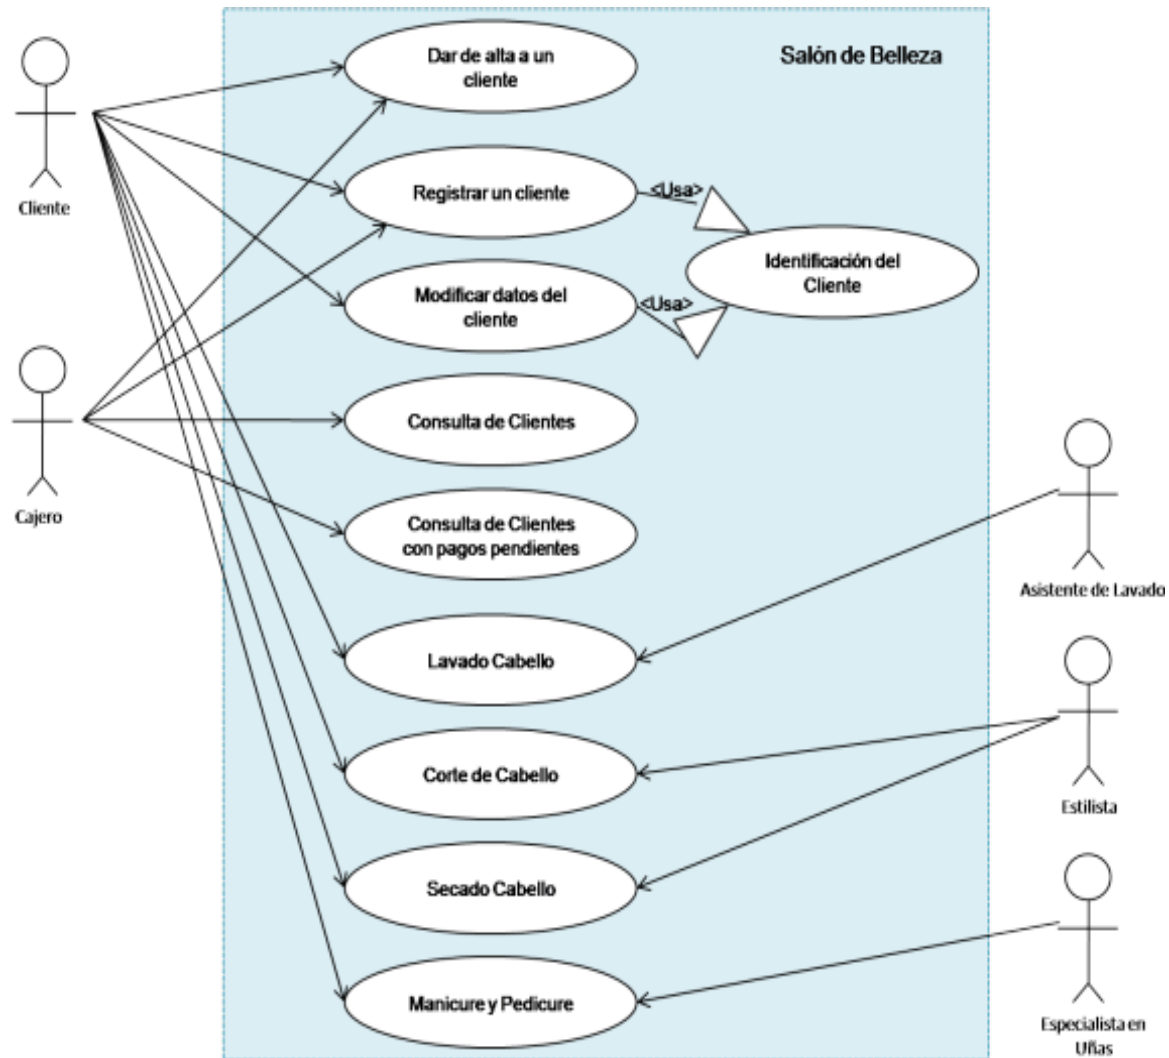 Salón de Belleza
Dar de alta a un
cliente
Cliente
Registrar un cliente
<Usa>
Identificación del
Cliente
Modificar datos del
cliente
<Usa>
Cajero
Consulta de Clientes
Consulta de Clientes
con pagos pendientes
Asistente de Lavado
Lavado Cabello
Estilista
Corte de Cabello
Secado Cabello
Manicure y Pedicure
Especialista en
Uñas